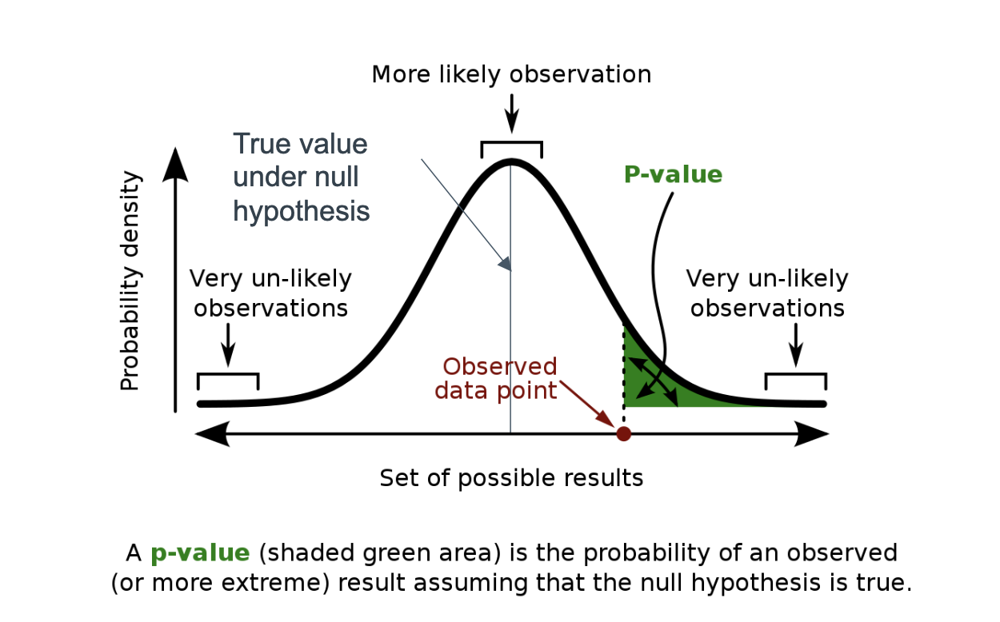 More likely observation
True value
under null
hypothesis
P-value
Probability density
Very un-likely
observations
Very un-likely
observations
Observed
data point
Set of possible results
A p-value (shaded green area) is the probability of an observed
(or more extreme) result assuming that the null hypothesis is true.